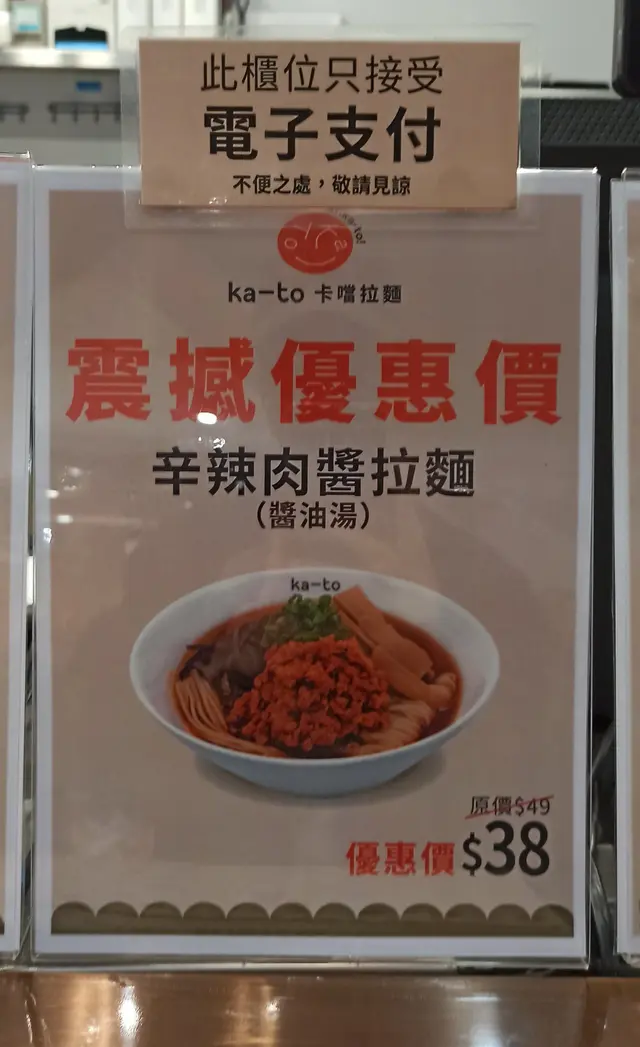 此櫃位只接受
電子支付
不便之處，敬請見諒
ka-to 卡噹拉麵
震撼優惠價
辛辣肉醬拉麵
（醬油湯）
ka-to
原價$49
優惠價$38